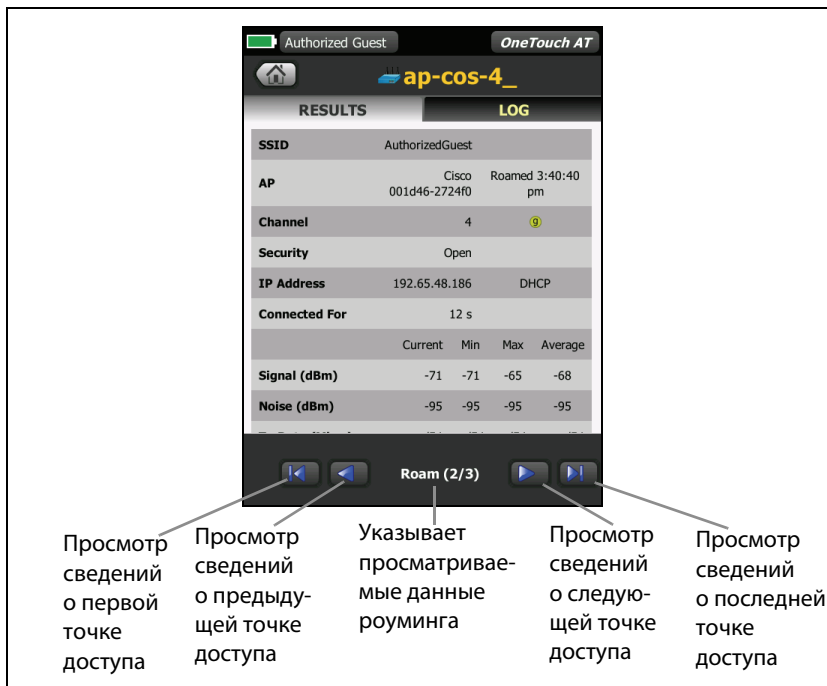 Authorized Guest OneTouch AT
ap-cos-4_
RESULTS LOG
SSID AuthorizedGuest
AP Cisco 001d46-2724f0 Roamed 3:40:40 pm
Channel 4 g
Security Open
IP Address 192.65.48.186 DHCP
Connected For 12 s
Current Min Max Average
Signal (dBm) -71 -71 -65 -68
Noise (dBm) -95 -95 -95 -95
Roam (2/3)
Просмотр
сведений
о первой
точке
доступа
Просмотр
сведений
о предыду-
щей точке
доступа
Указывает
просматривае-
мые данные
роуминга
Просмотр
сведений
о следую-
щей точке
доступа
Просмотр
сведений
о последней
точке
доступа